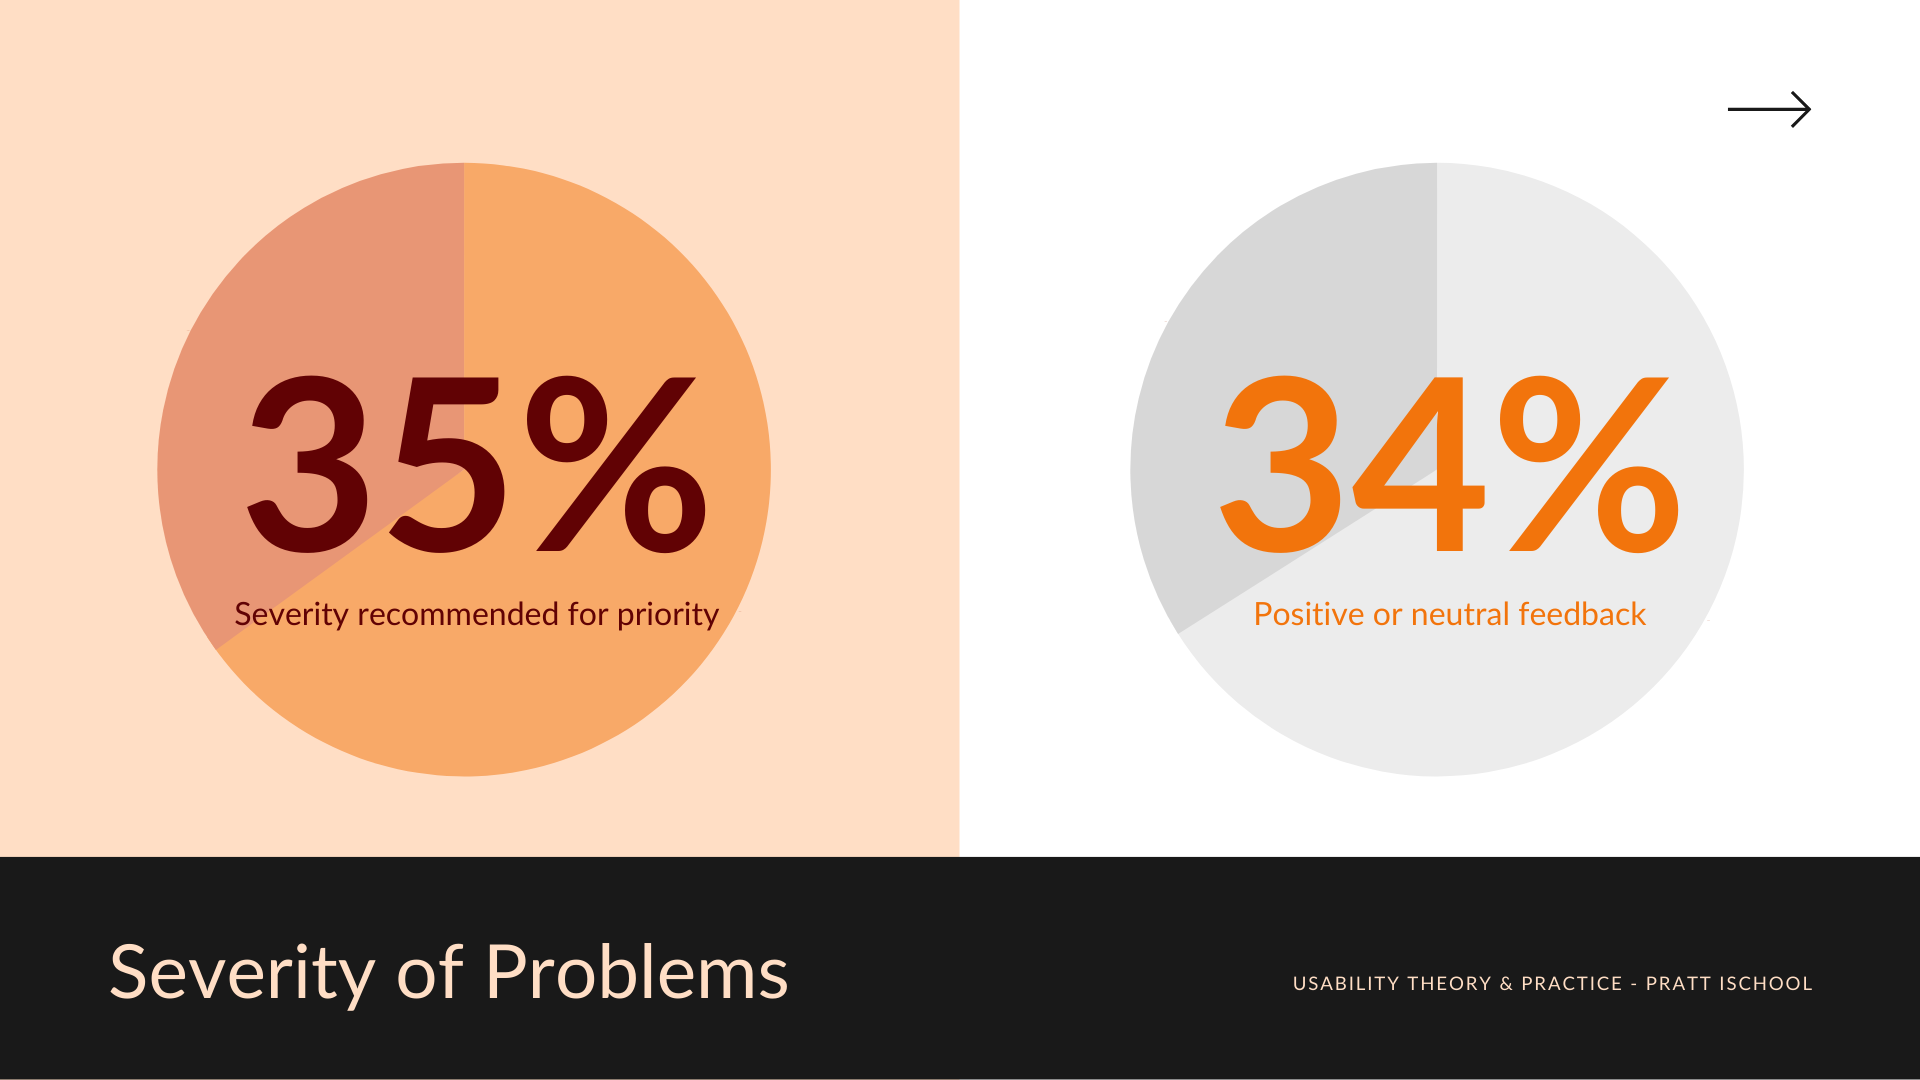 35%
Severity recommended for priority
34%
Positive or neutral feedback
Severity of Problems
USABILITY THEORY & PRACTICE - PRATT ISCHOOL